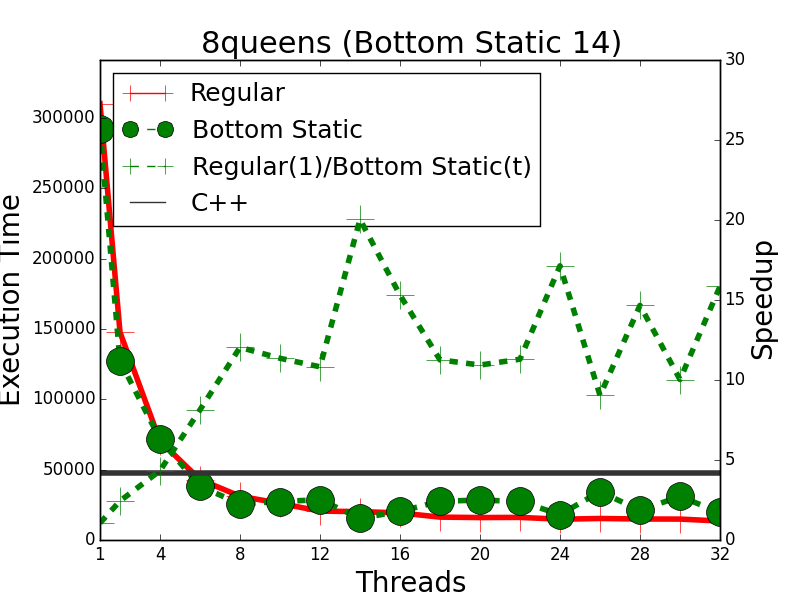 8queens (Bottom Static 14)
Regular
Bottom Static
Regular(1)/Bottom Static(t)
C++
Execution Time
300000
250000
200000
150000
100000
50000
0
30
25
20
15
10
5
0
Speedup
1 4 8 12 16 20 24 28 32
Threads